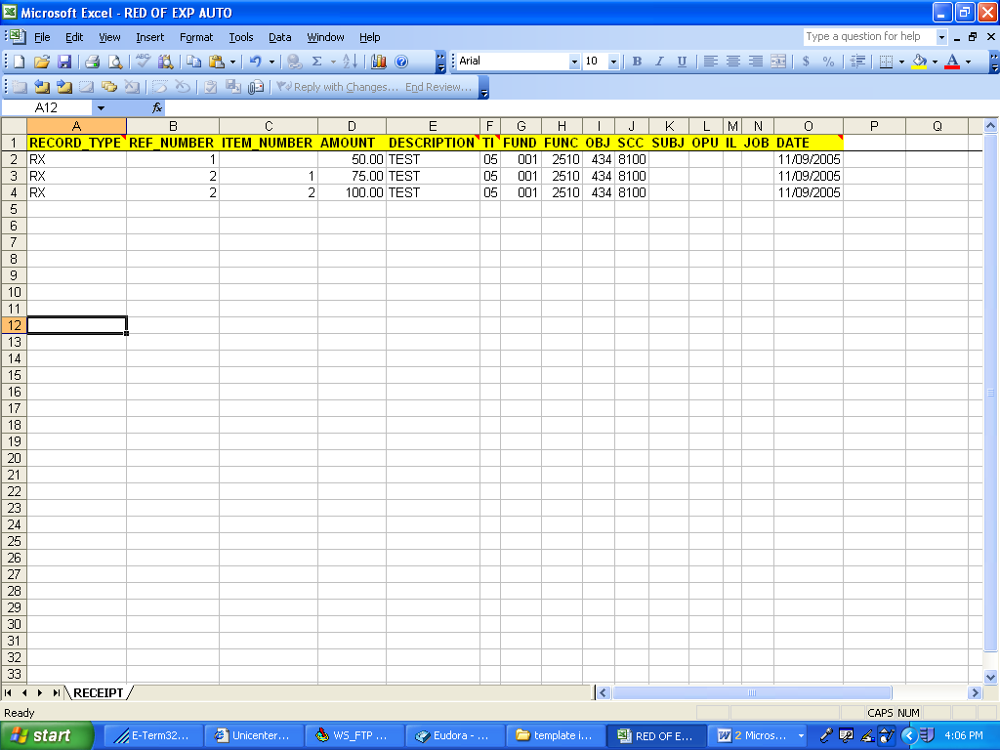 Microsoft Excel - RED OF EXP AUTO
File Edit View Insert Format Tools Data Window Help Type a question for help
Arial 10 B I U $ %
Reply with Changes... End Review...
A12 fx
A B C D E F G H I J K L M N O P Q
1 RECORD_TYPE REF_NUMBER ITEM_NUMBER AMOUNT DESCRIPTION TI FUND FUNC OBJ SCC SUBJ OPU IL JOB DATE
2 RX 1 50.00 TEST 05 001 2510 434 8100 11/09/2005
3 RX 2 1 75.00 TEST 05 001 2510 434 8100 11/09/2005
4 RX 2 2 100.00 TEST 05 001 2510 434 8100 11/09/2005
5
6
7
8
9
10
11
12
13
14
15
16
17
18
19
20
21
22
23
24
25
26
27
28
29
30
31
32
33
RECEIPT
Ready CAPS NUM
start E-Term32... Unicenter... WS_FTP ... Eudora - ... template i... RED OF E... 2 Micros... 4:06 PM